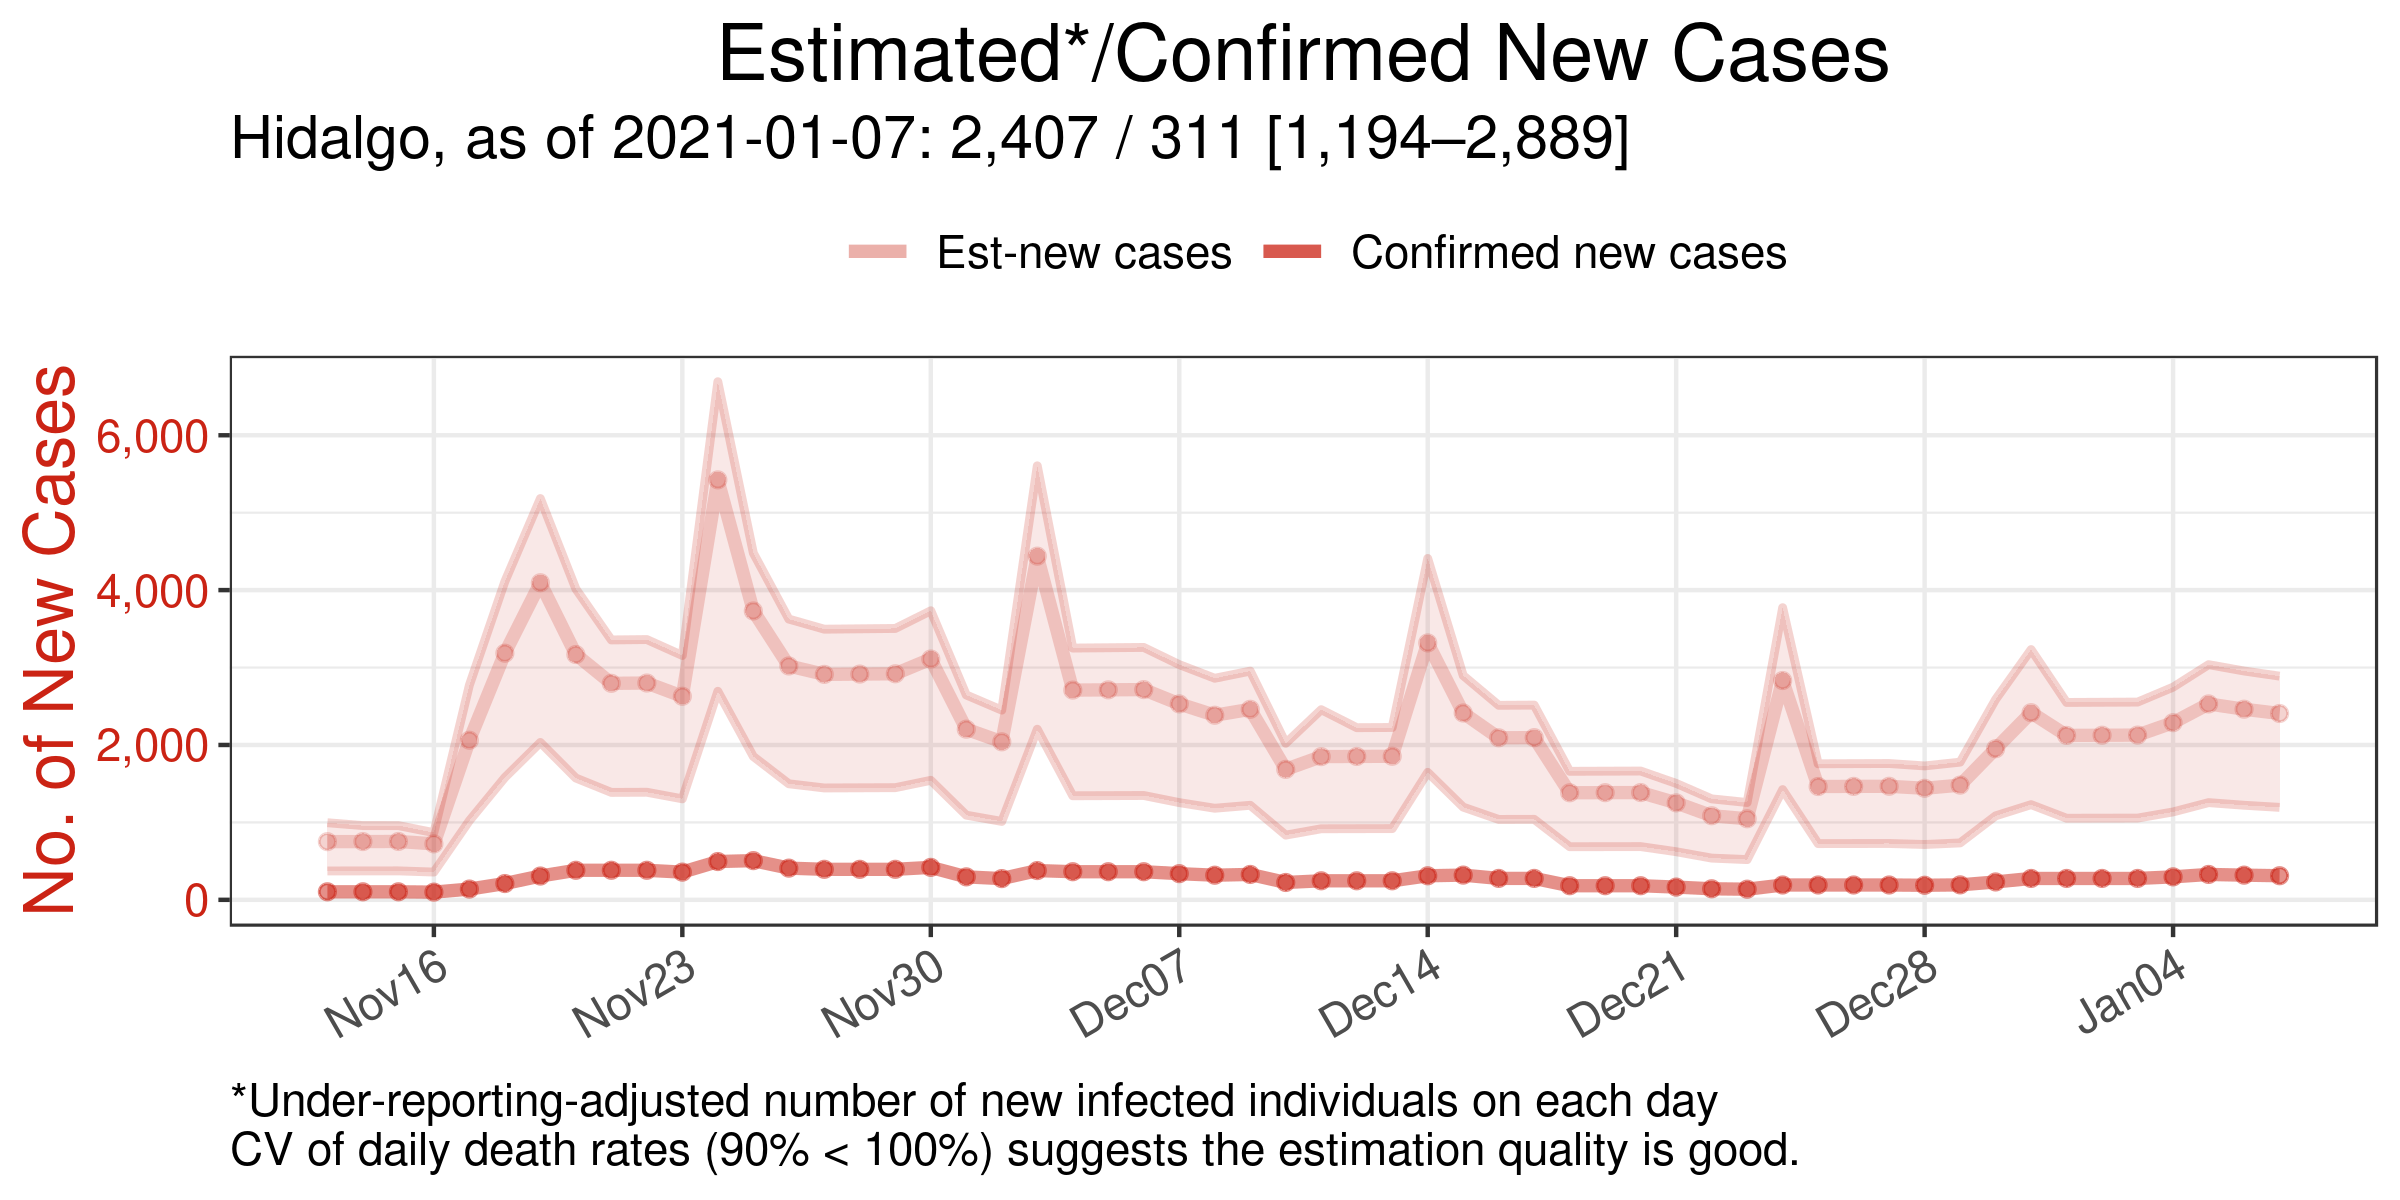 Estimated*/Confirmed New Cases
Hidalgo, as of 2021-01-07: 2,407 / 311 [1,194–2,889]
Est-new cases
Confirmed new cases
No. of New Cases
6,000
4,000
2,000
0
Nov16
Nov23
Nov30
Dec07
Dec14
Dec21
Dec28
Jan04
*Under-reporting-adjusted number of new infected individuals on each day
CV of daily death rates (90% < 100%) suggests the estimation quality is good.